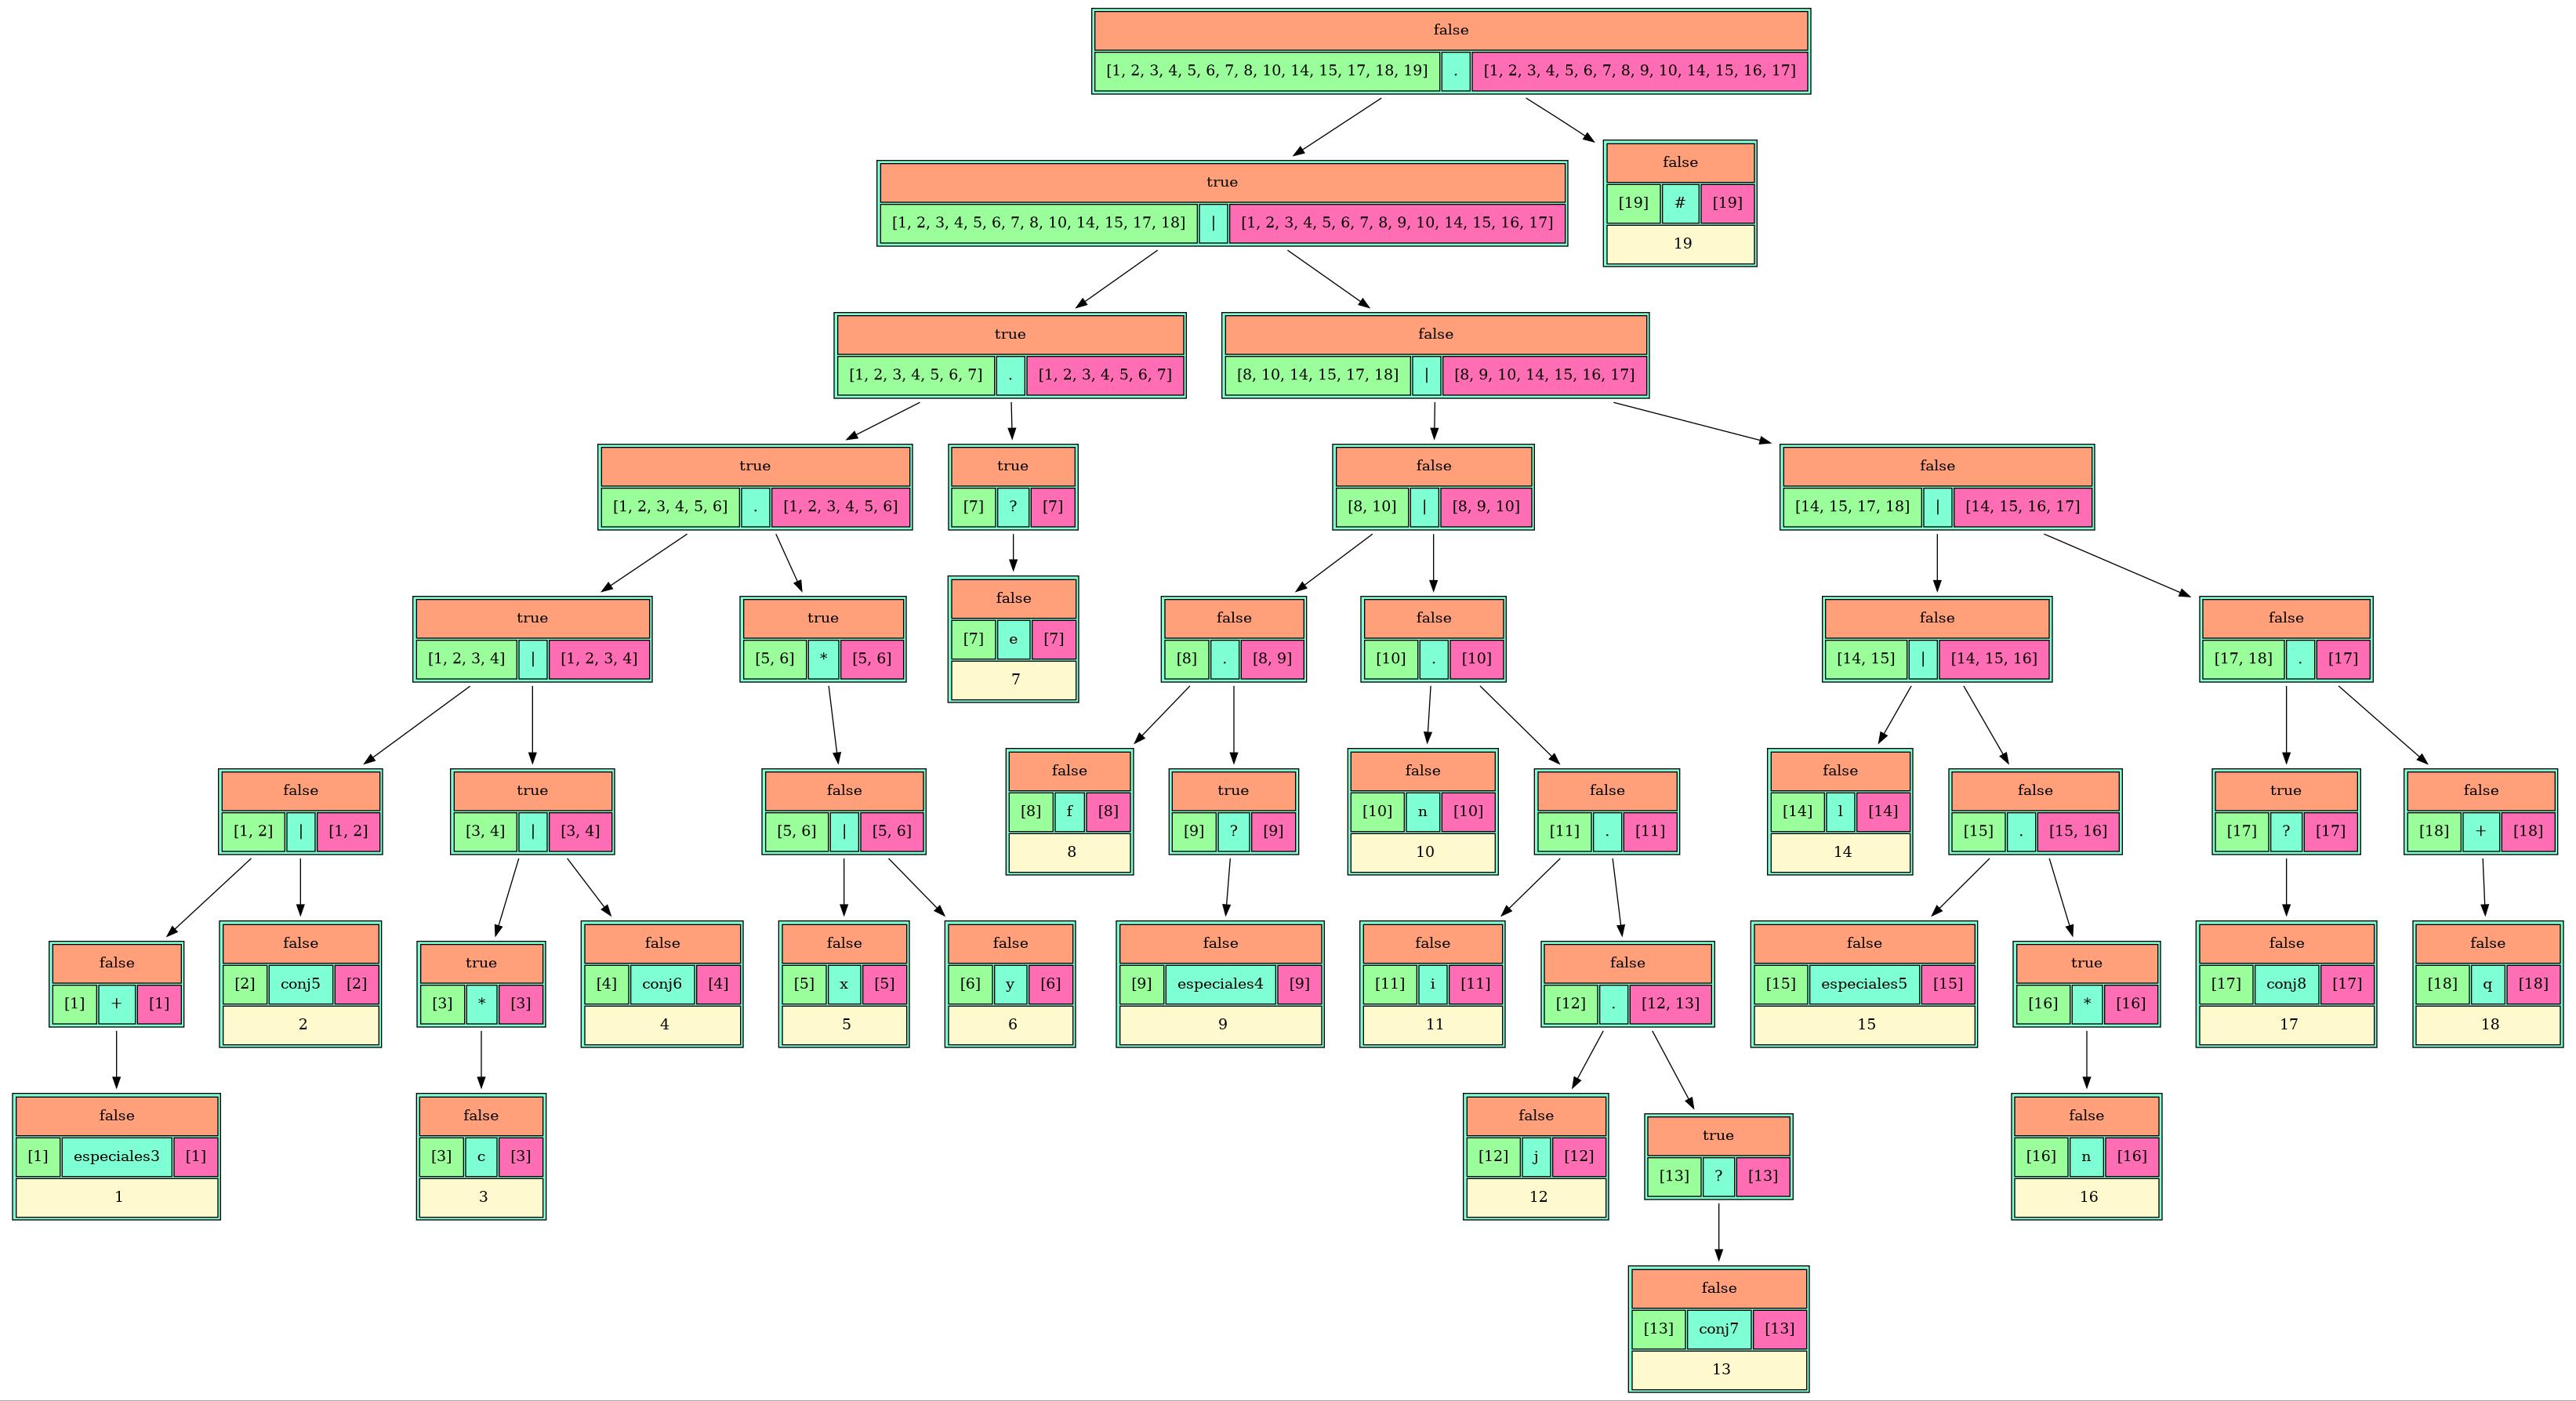 false
[1, 2, 3, 4, 5, 6, 7, 8, 10, 14, 15, 17, 18, 19] . [1, 2, 3, 4, 5, 6, 7, 8, 9, 10, 14, 15, 16, 17]
false
[19] # [19]
19
true
[1, 2, 3, 4, 5, 6, 7, 8, 10, 14, 15, 17, 18] | [1, 2, 3, 4, 5, 6, 7, 8, 9, 10, 14, 15, 16, 17]
true
[1, 2, 3, 4, 5, 6, 7] . [1, 2, 3, 4, 5, 6, 7]
false
[8, 10, 14, 15, 17, 18] | [8, 9, 10, 14, 15, 16, 17]
true
[1, 2, 3, 4, 5, 6] . [1, 2, 3, 4, 5, 6]
true
[7] ? [7]
false
[8, 10] | [8, 9, 10]
false
[14, 15, 17, 18] | [14, 15, 16, 17]
true
[1, 2, 3, 4] | [1, 2, 3, 4]
true
[5, 6] * [5, 6]
false
[7] e [7]
7
false
[8] . [8, 9]
false
[10] . [10]
false
[14, 15] | [14, 15, 16]
false
[17, 18] . [17]
false
[1, 2] | [1, 2]
true
[3, 4] | [3, 4]
false
[5, 6] | [5, 6]
false
[8] f [8]
8
true
[9] ? [9]
false
[10] n [10]
10
false
[11] . [11]
false
[14] l [14]
14
false
[15] . [15, 16]
true
[17] ? [17]
false
[18] + [18]
false
[1] + [1]
false
[2] conj5 [2]
2
true
[3] * [3]
false
[4] conj6 [4]
4
false
[5] x [5]
5
false
[6] y [6]
6
false
[9] especiales4 [9]
9
false
[11] i [11]
11
false
[12] . [12, 13]
false
[15] especiales5 [15]
15
true
[16] * [16]
false
[17] conj8 [17]
17
false
[18] q [18]
18
false
[1] especiales3 [1]
1
false
[3] c [3]
3
false
[12] j [12]
12
true
[13] ? [13]
false
[16] n [16]
16
false
[13] conj7 [13]
13